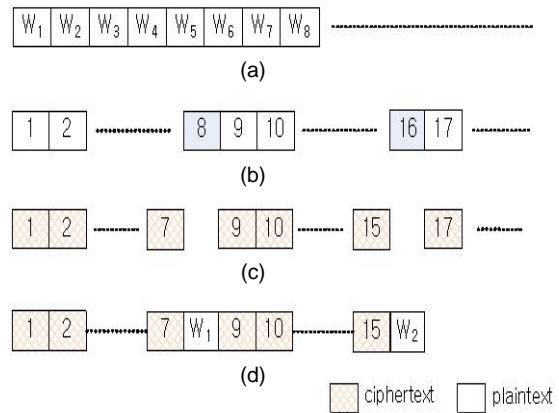 W₁ W₂ W₃ W₄ W₅ W₆ W₇ W₈
(a)
1 2 8 9 10 16 17
(b)
1 2 7 9 10 15 17
(c)
1 2 7 W₁ 9 10 15 W₂
(d)
ciphertext plaintext